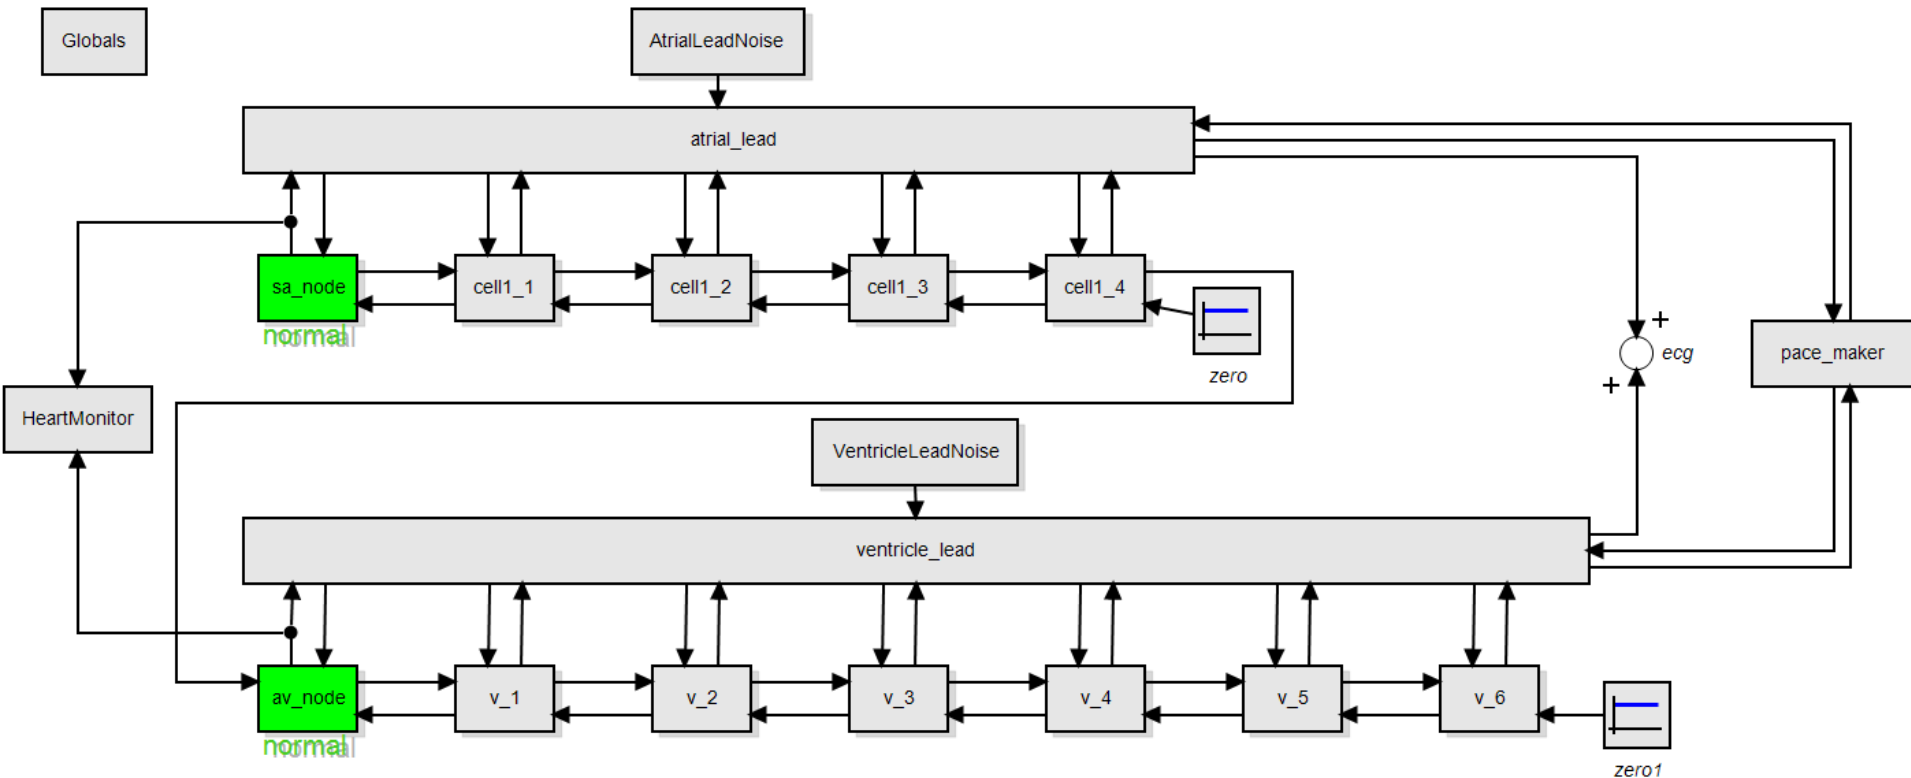 Globals
AtrialLeadNoise
atrial_lead
sa_node
cell1_1
cell1_2
cell1_3
cell1_4
normal
zero
+
ecg
+
pace_maker
HeartMonitor
VentricleLeadNoise
ventricle_lead
av_node
v_1
v_2
v_3
v_4
v_5
v_6
normal
zero1